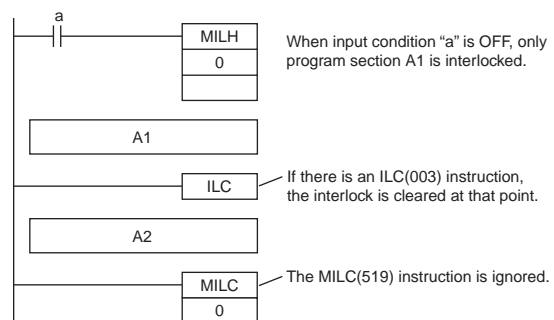 a
MILH
0
When input condition “a” is OFF, only
program section A1 is interlocked.
A1
ILC
If there is an ILC(003) instruction,
the interlock is cleared at that point.
A2
MILC
0
The MILC(519) instruction is ignored.